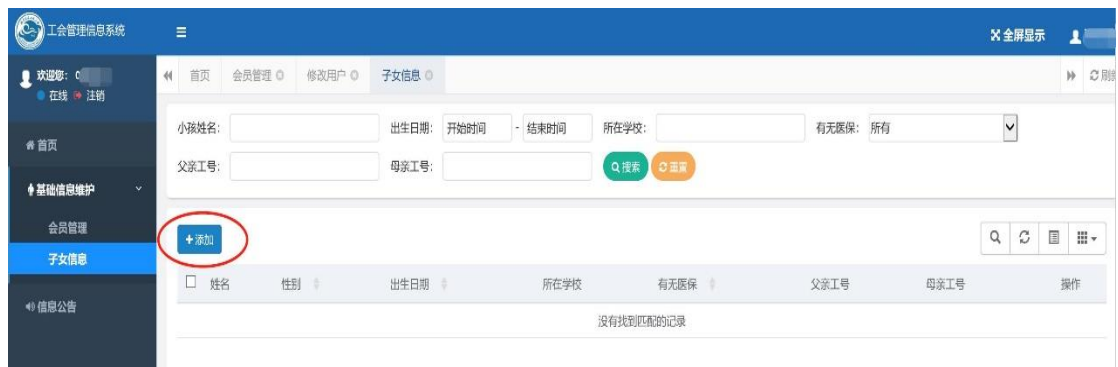 工会管理信息系统
全屏显示
欢迎您：
在线 注销
首页 会员管理 修改用户 子女信息
小孩姓名： 出生日期： 开始时间 - 结束时间 所在学校： 有无医保： 所有
父亲工号： 母亲工号： 搜索 重置
首页
基础信息维护
会员管理
子女信息
信息公告
+添加
姓名 性别 出生日期 所在学校 有无医保 父亲工号 母亲工号 操作
没有找到匹配的记录